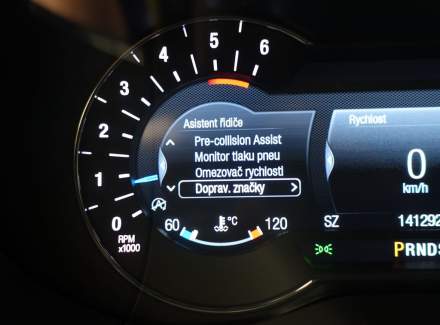 6
5
4
3
2
1
0
RPM
x1000
Asistent řidiče
Pre-collision Assist
Monitor tlaku pneu
Omezovač rychlosti
Doprav. značky
60
°C
120
Rychlost
0
km/h
SZ
141292
PRNDS